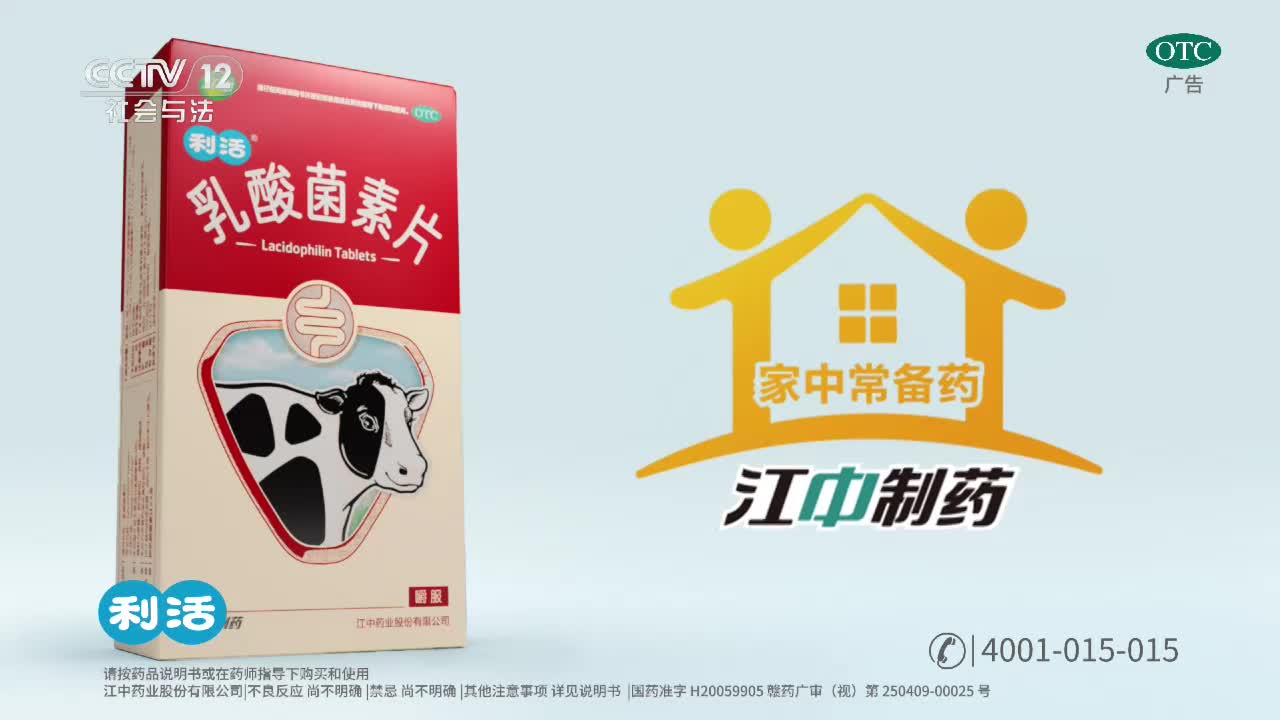 CCTV 12
社会与法
OTC
广告
OTC
利活®
乳酸菌素片
Lacidophilin Tablets
家中常备药
江中制药
嚼服
江中药业股份有限公司
利活
制药
4001-015-015
请按药品说明书或在药师指导下购买和使用
江中药业股份有限公司|不良反应 尚不明确 |禁忌 尚不明确 |其他注意事项 详见说明书 |国药准字 H20059905 赣药广审（视）第 250409-00025 号